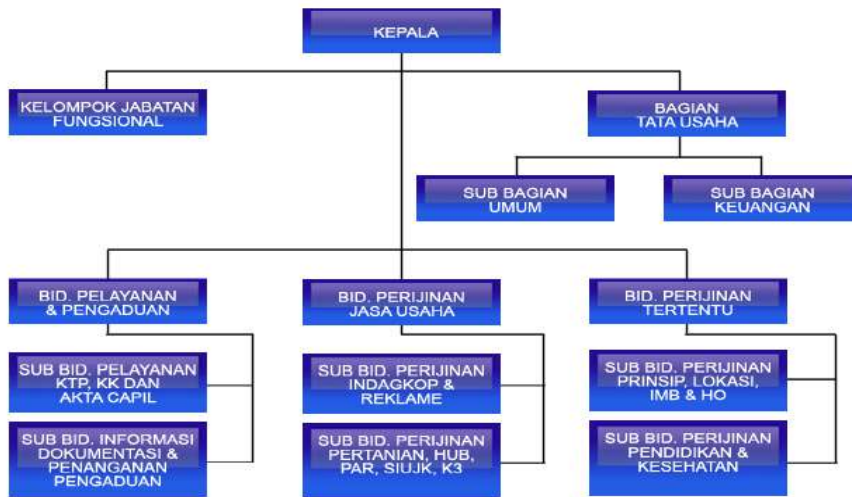 KEPALA
KELOMPOK JABATAN
FUNGSIONAL
BAGIAN
TATA USAHA
SUB BAGIAN
UMUM
SUB BAGIAN
KEUANGAN
BID. PELAYANAN
& PENGADUAN
BID. PERIJINAN
JASA USAHA
BID. PERIJINAN
TERTENTU
SUB BID. PELAYANAN
KTP, KK DAN
AKTA CAPIL
SUB BID. PERIJINAN
INDAGKOP &
REKLAME
SUB BID. PERIJINAN
PRINSIP, LOKASI,
IMB & HO
SUB BID. INFORMASI
DOKUMENTASI &
PENANGANAN
PENGADUAN
SUB BID. PERIJINAN
PERTANIAN, HUB,
PAR, SIUJK, K3
SUB BID. PERIJINAN
PENDIDIKAN &
KESEHATAN